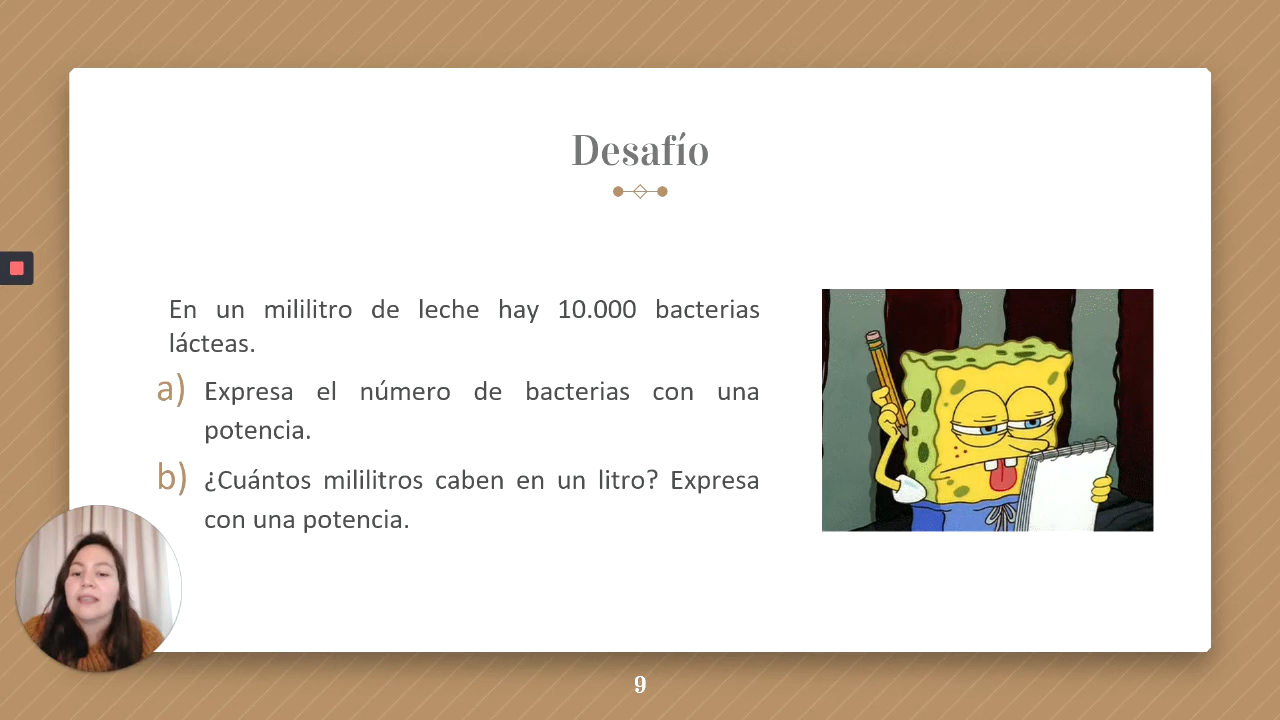 Desafío
En un mililitro de leche hay 10.000 bacterias
lácteas.
a) Expresa el número de bacterias con una
potencia.
b) ¿Cuántos mililitros caben en un litro? Expresa
con una potencia.
9